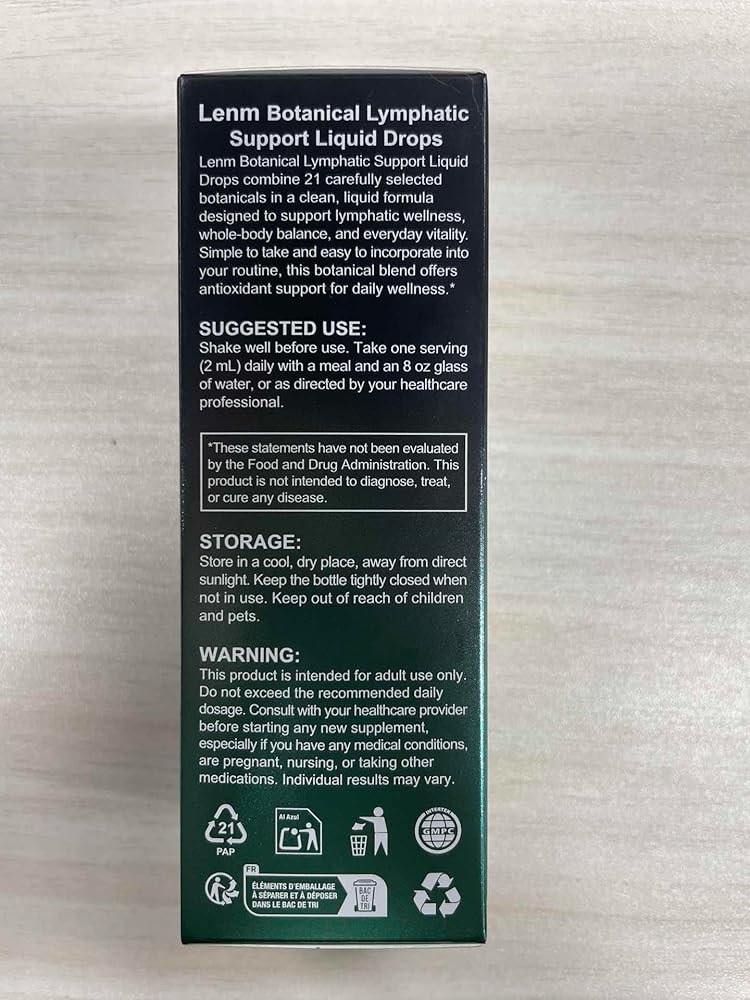 Lenm Botanical Lymphatic
Support Liquid Drops
Lenm Botanical Lymphatic Support Liquid
Drops combine 21 carefully selected
botanicals in a clean, liquid formula
designed to support lymphatic wellness,
whole-body balance, and everyday vitality.
Simple to take and easy to incorporate into
your routine, this botanical blend offers
antioxidant support for daily wellness.*
SUGGESTED USE:
Shake well before use. Take one serving
(2 mL) daily with a meal and an 8 oz glass
of water, or as directed by your healthcare
professional.
*These statements have not been evaluated
by the Food and Drug Administration. This
product is not intended to diagnose, treat,
or cure any disease.
STORAGE:
Store in a cool, dry place, away from direct
sunlight. Keep the bottle tightly closed when
not in use. Keep out of reach of children
and pets.
WARNING:
This product is intended for adult use only.
Do not exceed the recommended daily
dosage. Consult with your healthcare provider
before starting any new supplement,
especially if you have any medical conditions,
are pregnant, nursing, or taking other
medications. Individual results may vary.
21
PAP
Al Azul
INTERTEK
GMPC
FR
ÉLÉMENTS D'EMBALLAGE
À SÉPARER ET À DÉPOSER
DANS LE BAC DE TRI
BAC
DE
TRI